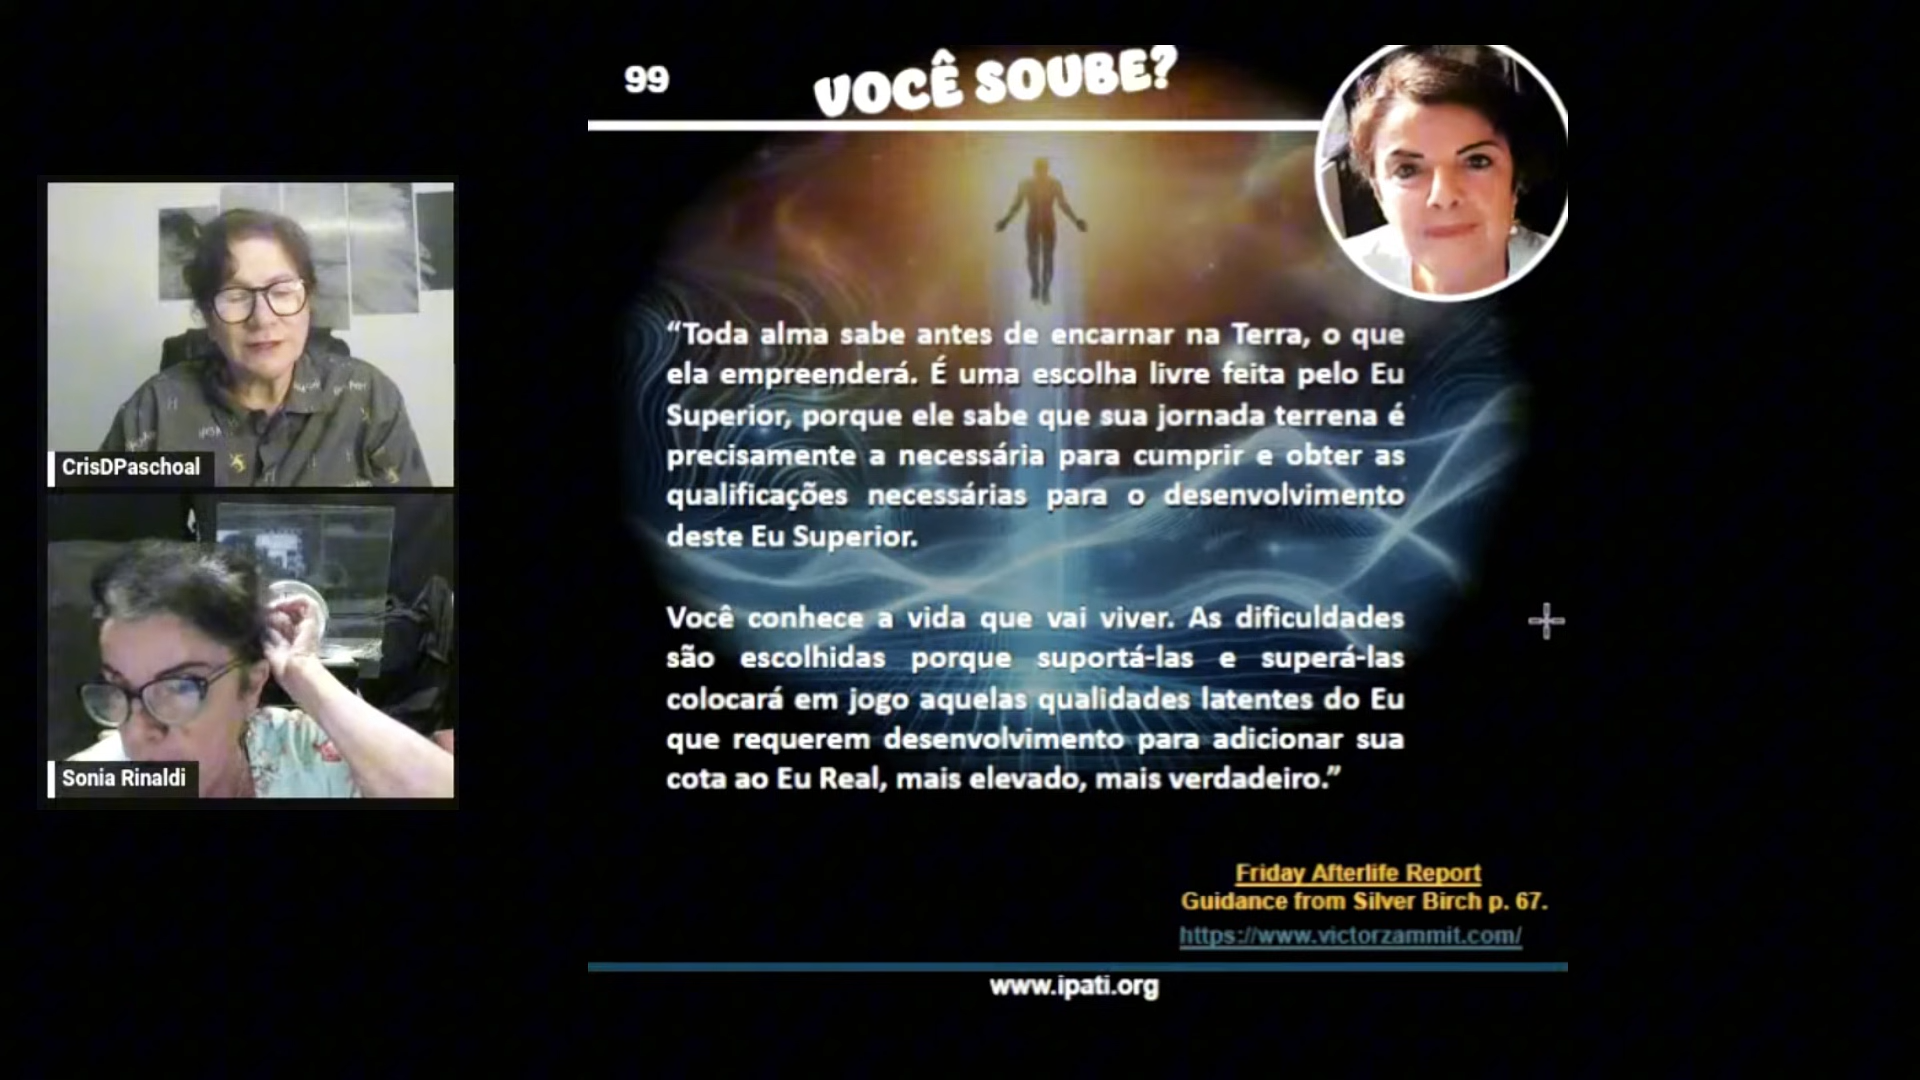 99
VOCÊ SOUBE?
CrisDPaschoal
Sonia Rinaldi
“Toda alma sabe antes de encarnar na Terra, o que
ela empreenderá. É uma escolha livre feita pelo Eu
Superior, porque ele sabe que sua jornada terrena é
precisamente a necessária para cumprir e obter as
qualificações necessárias para o desenvolvimento
deste Eu Superior.
Você conhece a vida que vai viver. As dificuldades
são escolhidas porque suportá-las e superá-las
colocará em jogo aquelas qualidades latentes do Eu
que requerem desenvolvimento para adicionar sua
cota ao Eu Real, mais elevado, mais verdadeiro.”
Friday Afterlife Report
Guidance from Silver Birch p. 67.
https://www.victorzammit.com/
www.ipati.org